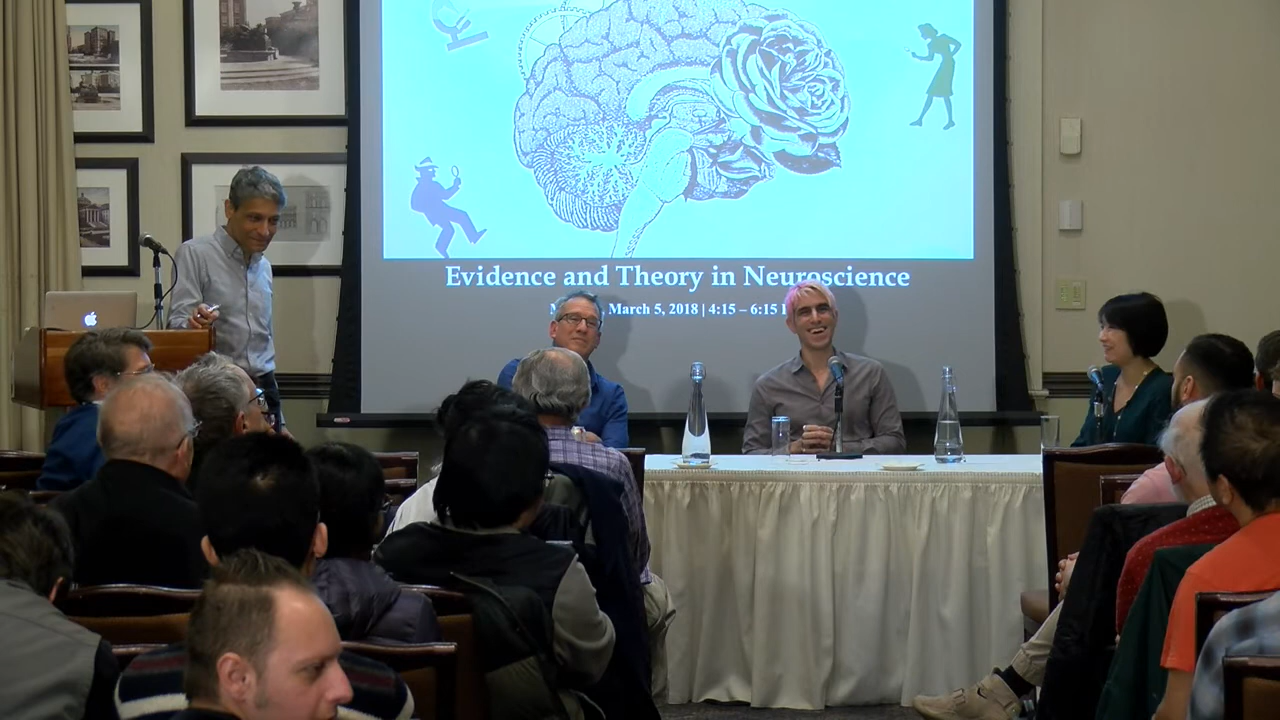 Evidence and Theory in Neuroscience
March 5, 2018 | 4:15 – 6:15